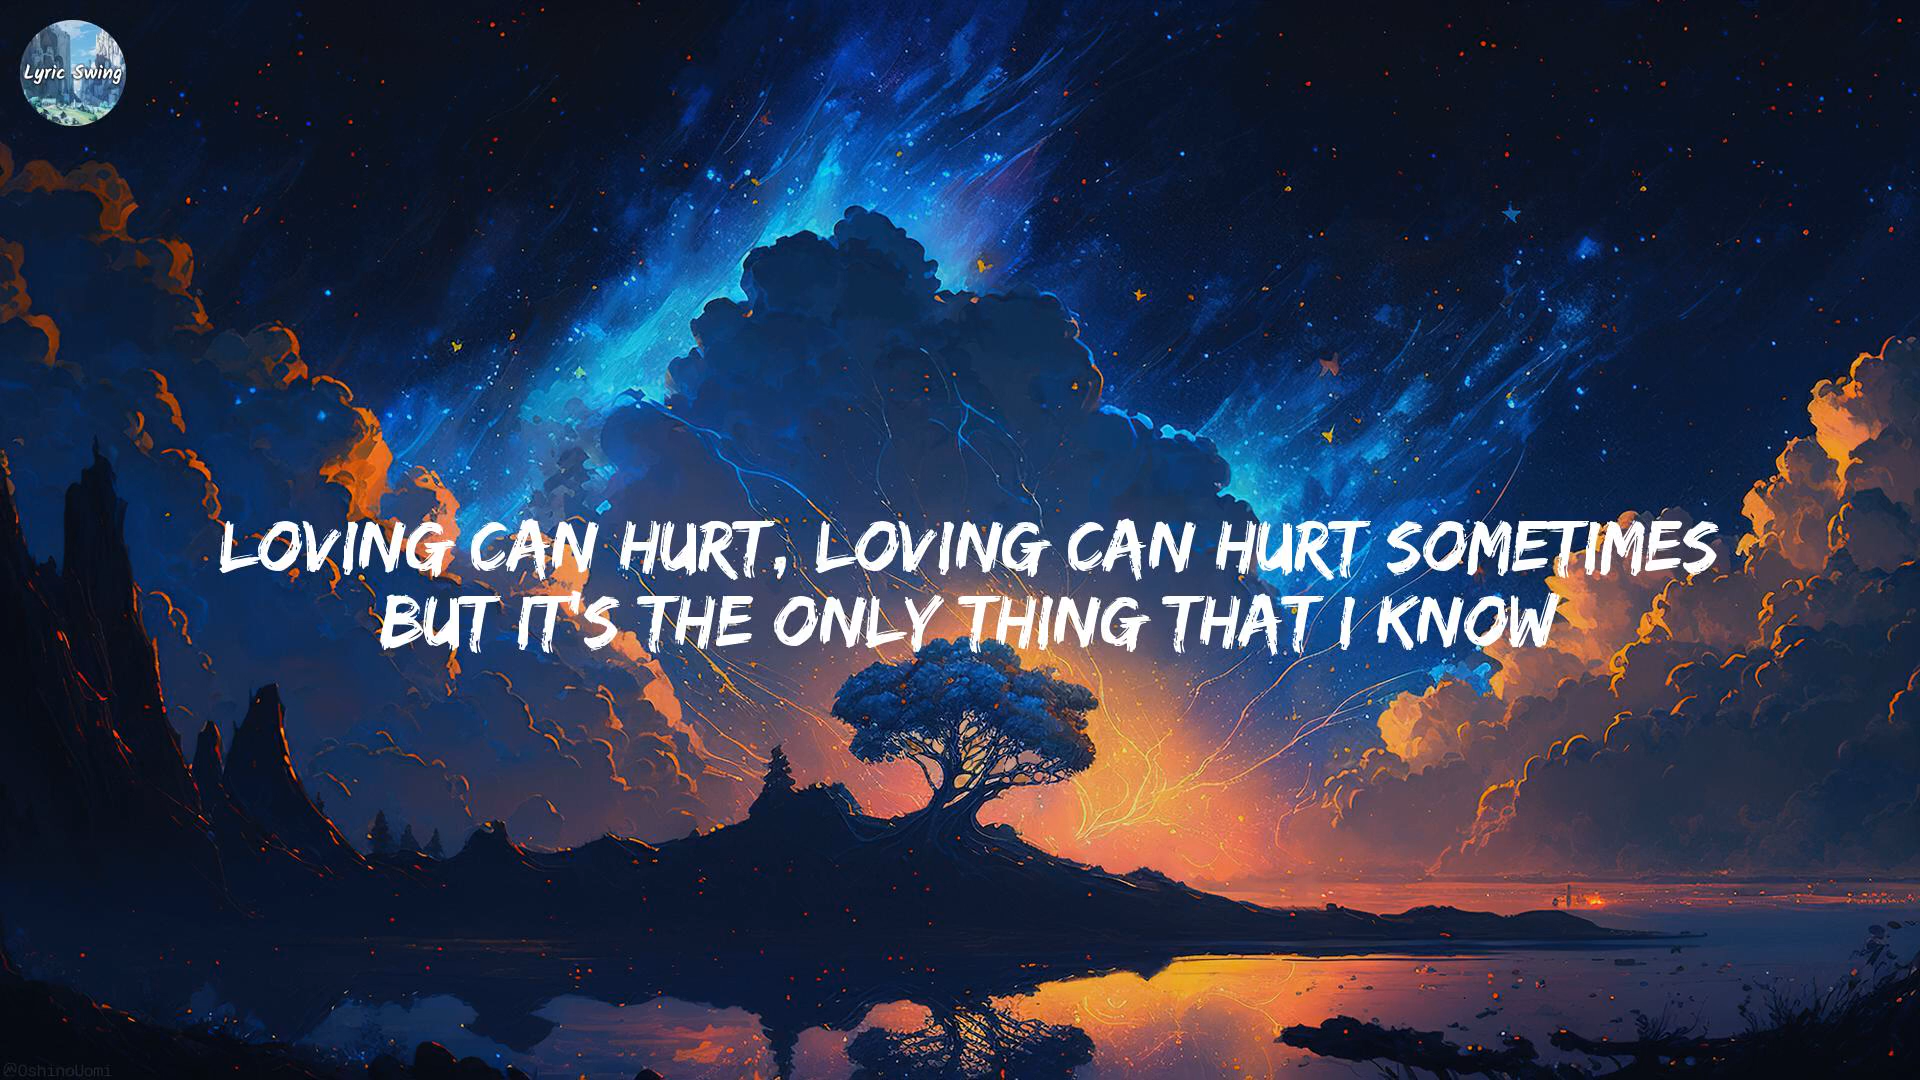 Lyric Swing
LOVING CAN HURT, LOVING CAN HURT SOMETIMES
BUT IT'S THE ONLY THING THAT I KNOW
@OshinoUomi